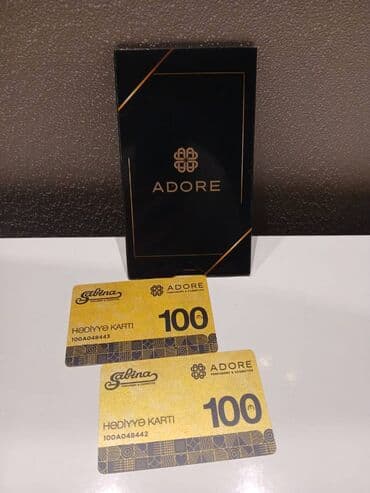 ADORE
Sabina
ADORE
PERFUMERY & COSMETICS
HƏDİYYƏ KARTI
100₼
100A048443
Sabina
ADORE
PERFUMERY & COSMETICS
HƏDİYYƏ KARTI
100₼
100A048442